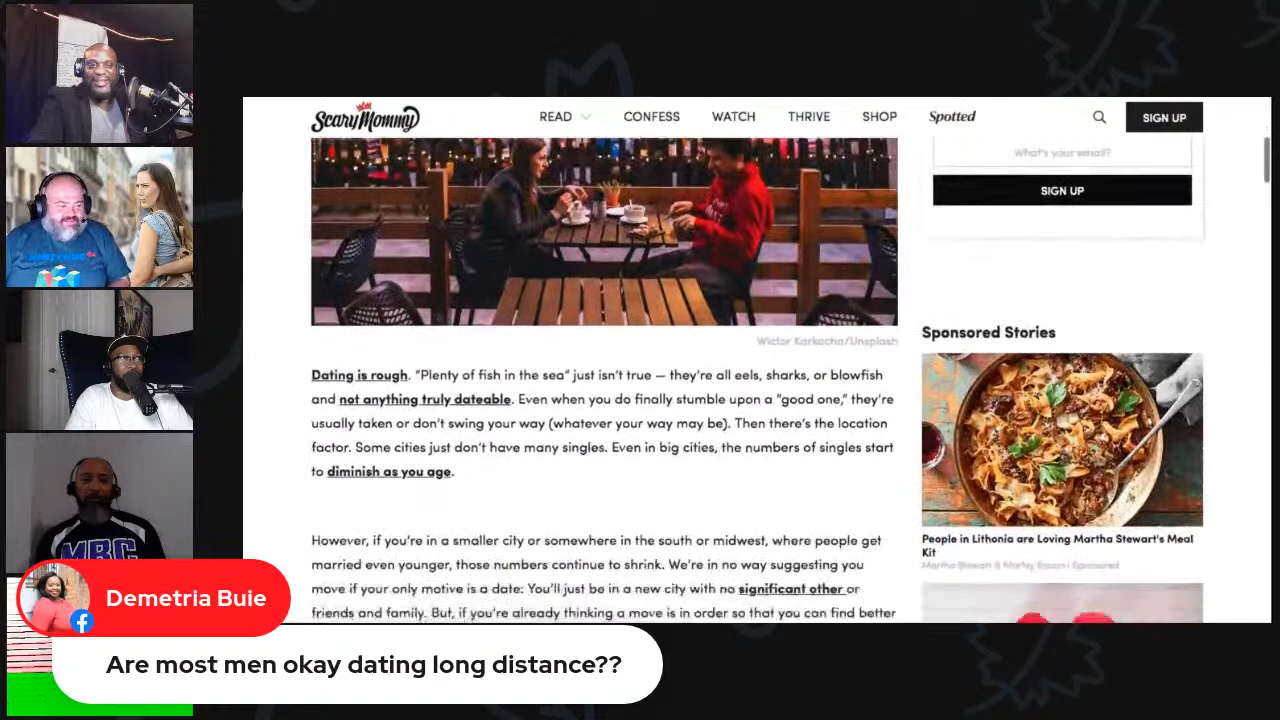 Scary Mommy
READ
CONFESS
WATCH
THRIVE
SHOP
Spotted
SIGN UP
What's your email?
SIGN UP
Wictor Karkocha/Unsplash
Dating is rough. “Plenty of fish in the sea” just isn’t true — they’re all eels, sharks, or blowfish
and not anything truly dateable. Even when you do finally stumble upon a “good one,” they’re
usually taken or don’t swing your way (whatever your way may be). Then there’s the location
factor. Some cities just don’t have many singles. Even in big cities, the numbers of singles start
to diminish as you age.
However, if you’re in a smaller city or somewhere in the south or midwest, where people get
married even younger, those numbers continue to shrink. We’re in no way suggesting you
move if your only motive is a date. You’ll just be in a new city with no significant other or
friends and family. But, if you’re already thinking a move is in order so that you can find better
Sponsored Stories
People in Lithonia are Loving Martha Stewart's Meal
Kit
Martha Stewart & Marley Spoon | Sponsored
MBC
Demetria Buie
Are most men okay dating long distance??